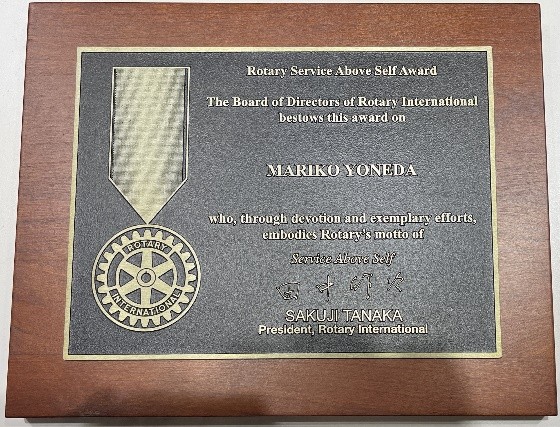 Rotary Service Above Self Award
The Board of Directors of Rotary International
bestows this award on
MARIKO YONEDA
who, through devotion and exemplary efforts,
embodies Rotary's motto of
Service Above Self
SAKUJI TANAKA
President, Rotary International
ROTARY
INTERNATIONAL